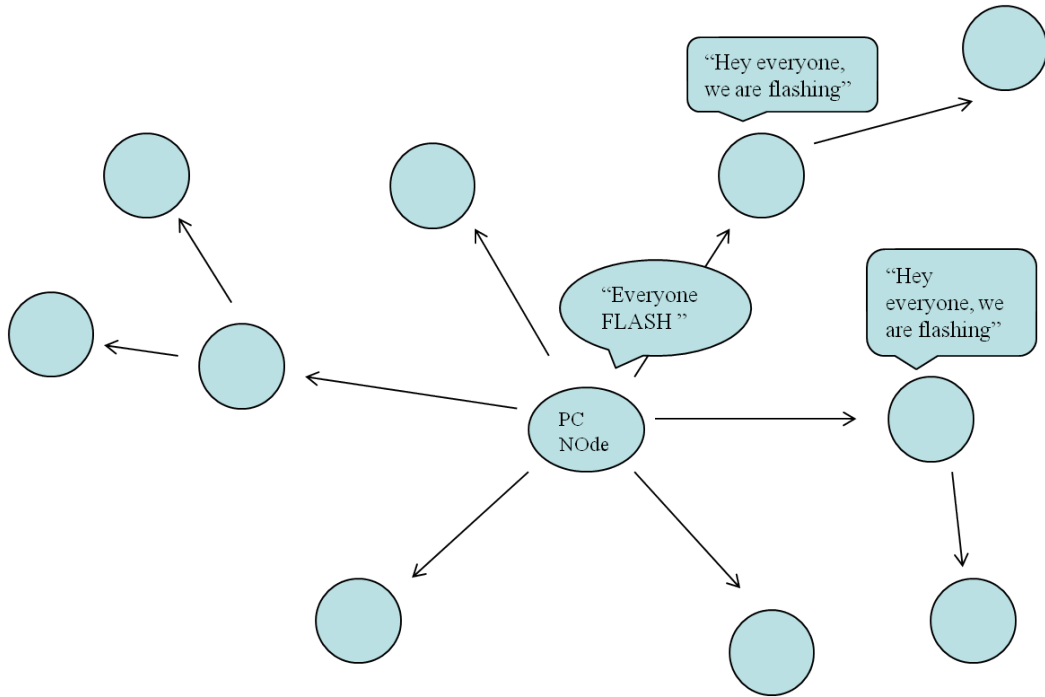 “Hey everyone,
we are flashing”
“Hey
everyone, we
are flashing”
“Everyone
FLASH ”
PC
NOde